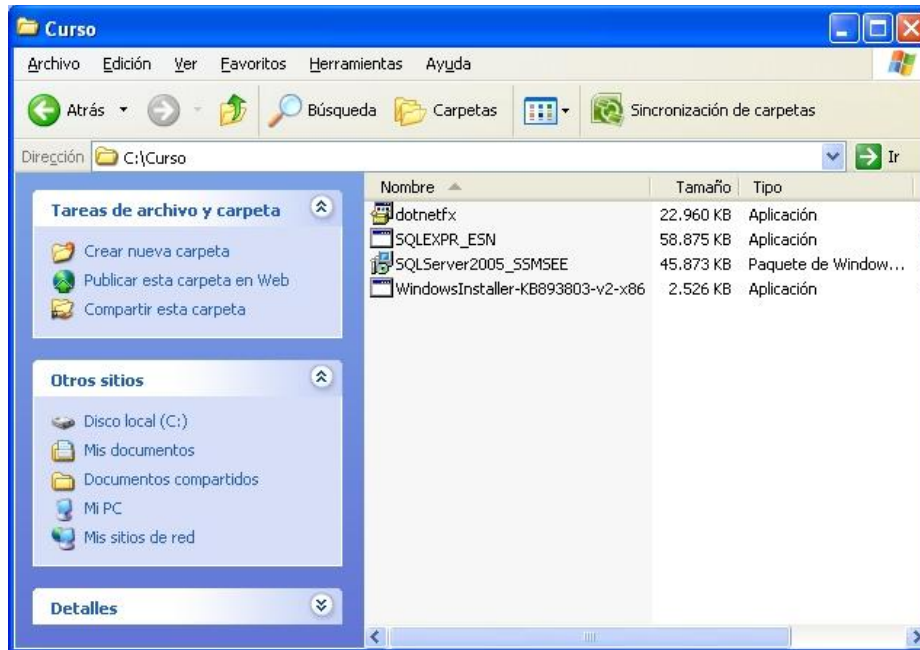 Curso
Archivo Edición Ver Favoritos Herramientas Ayuda
Atrás Búsqueda Carpetas Sincronización de carpetas
Dirección C:\Curso Ir
Tareas de archivo y carpeta
Crear nueva carpeta
Publicar esta carpeta en Web
Compartir esta carpeta
Otros sitios
Disco local (C:)
Mis documentos
Documentos compartidos
Mi PC
Mis sitios de red
Detalles
Nombre Tamaño Tipo
dotnetfx 22.960 KB Aplicación
SQLEXPR_ESN 58.875 KB Aplicación
SQLServer2005_SSMSEE 45.873 KB Paquete de Window...
WindowsInstaller-KB893803-v2-x86 2.526 KB Aplicación